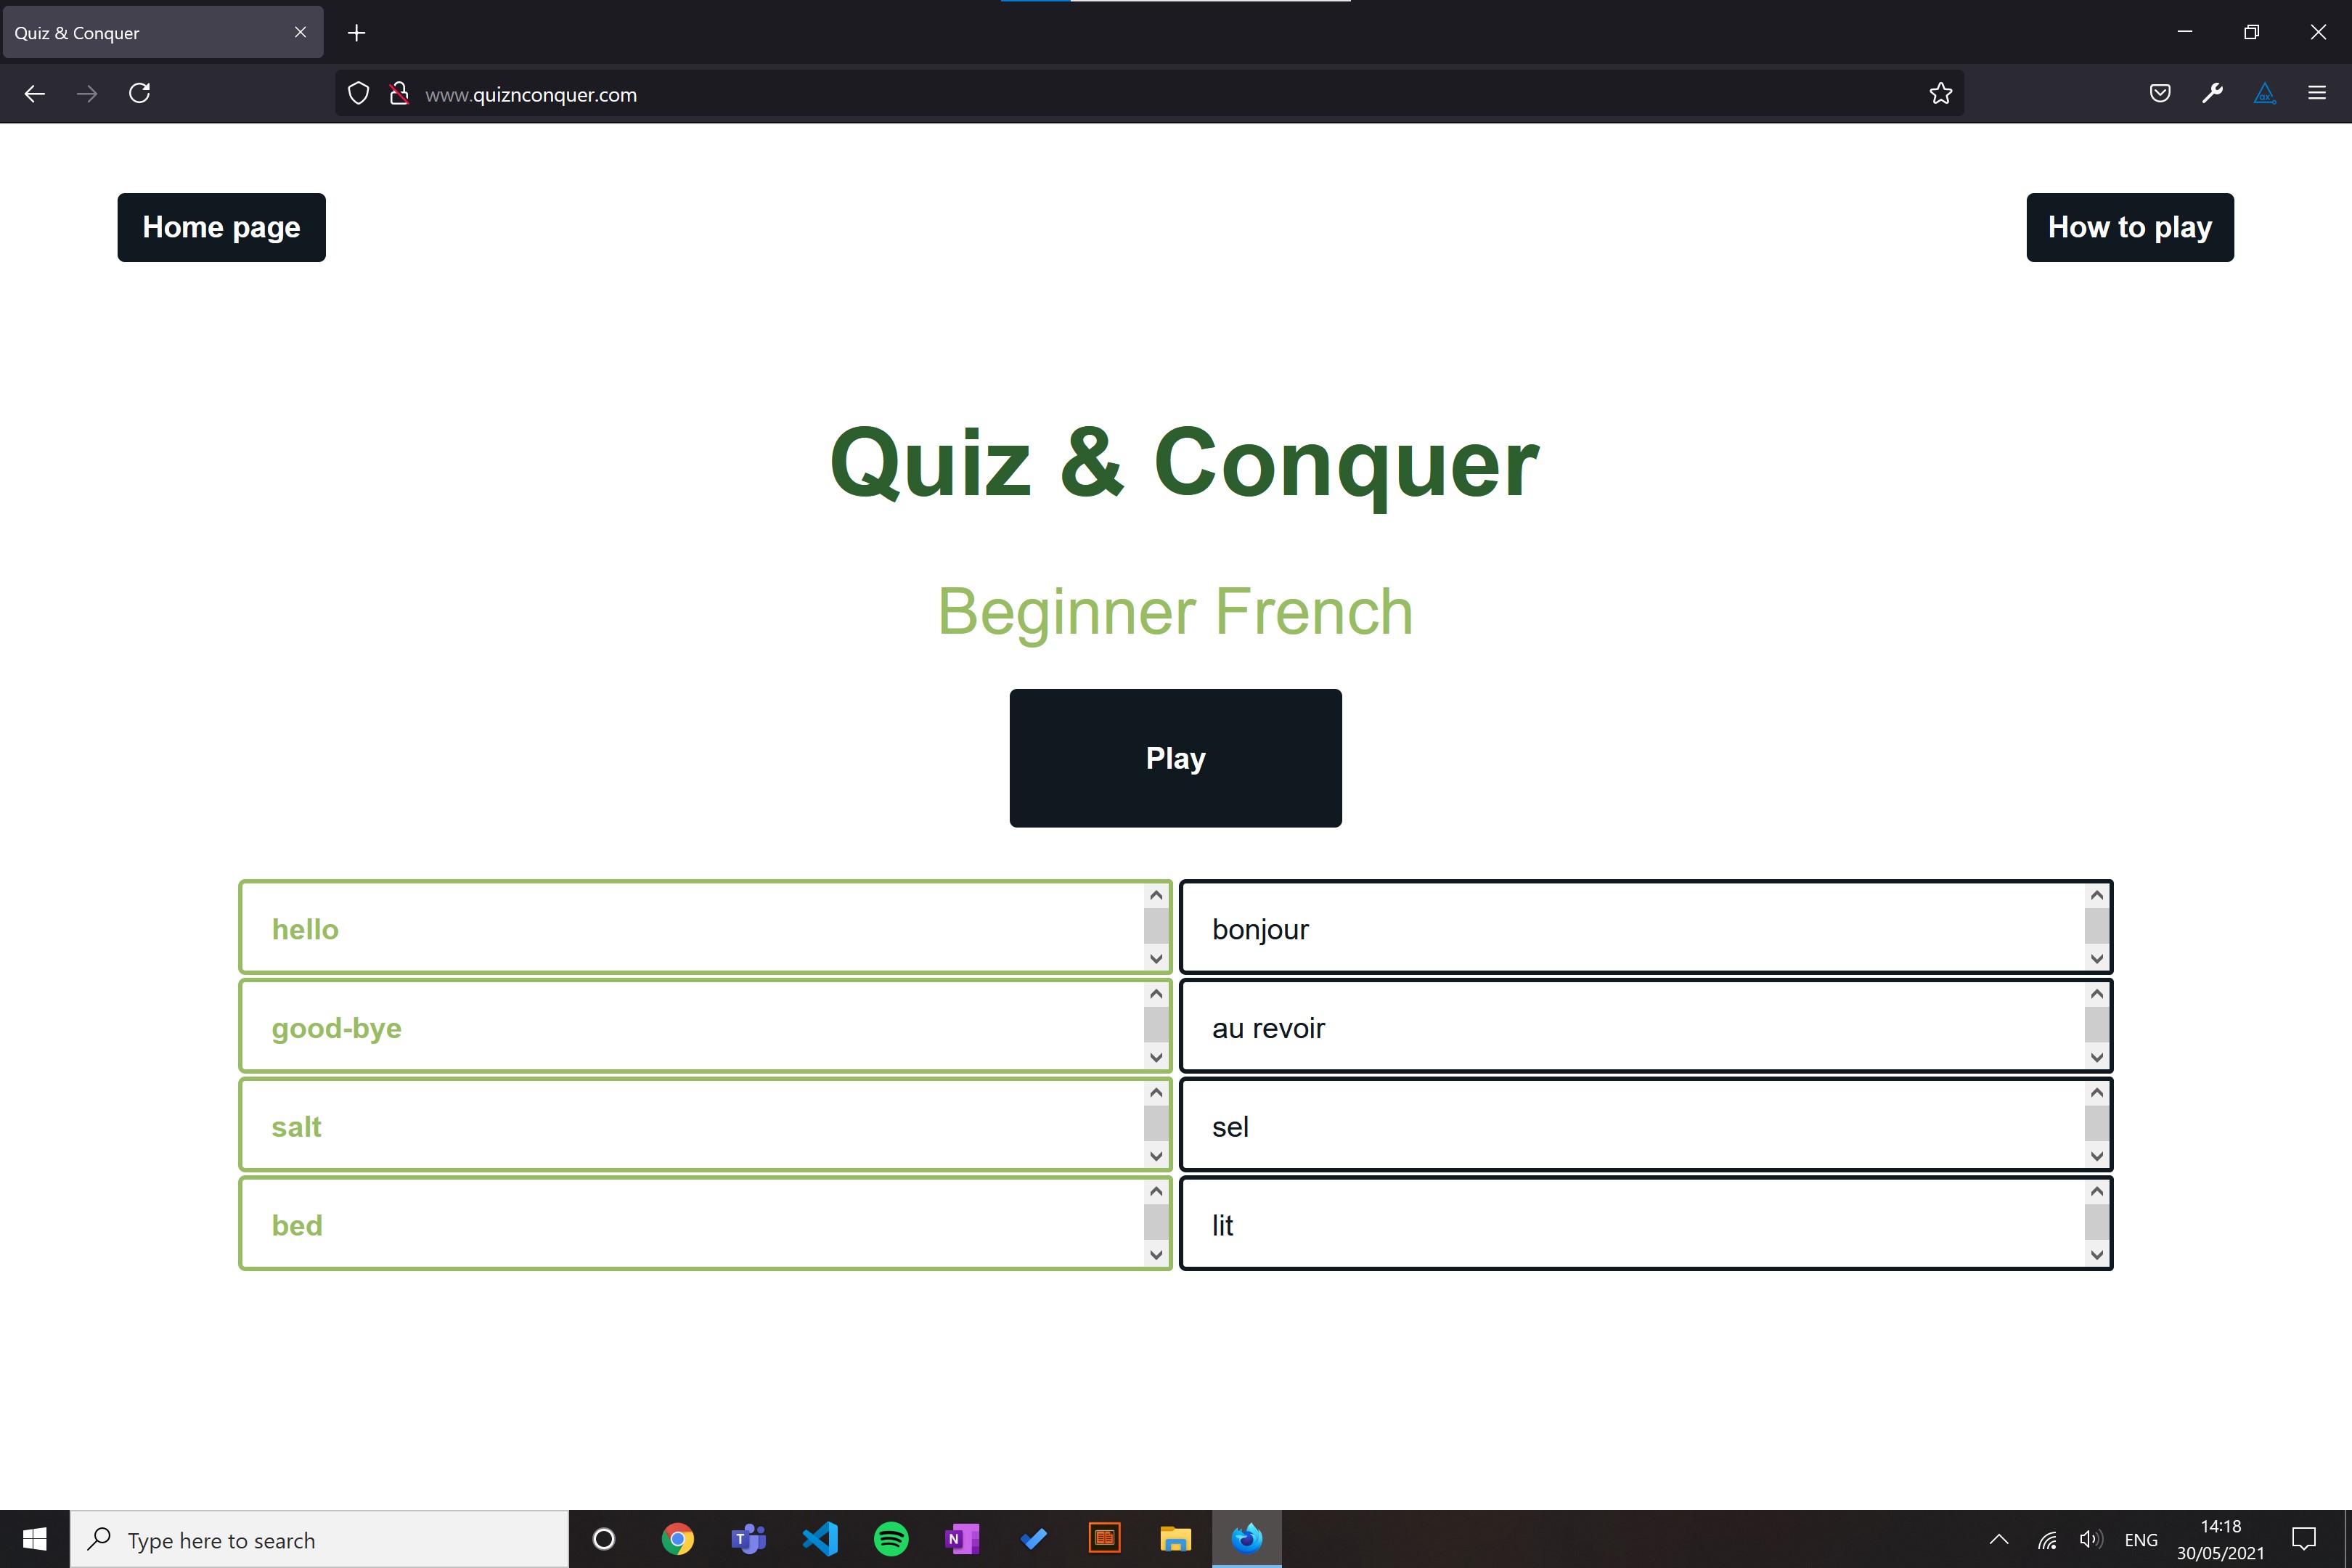 Quiz & Conquer
www.quiznconquer.com
Home page
How to play
Quiz & Conquer
Beginner French
Play
hello
bonjour
good-bye
au revoir
salt
sel
bed
lit
Type here to search
ENG
14:18
30/05/2021